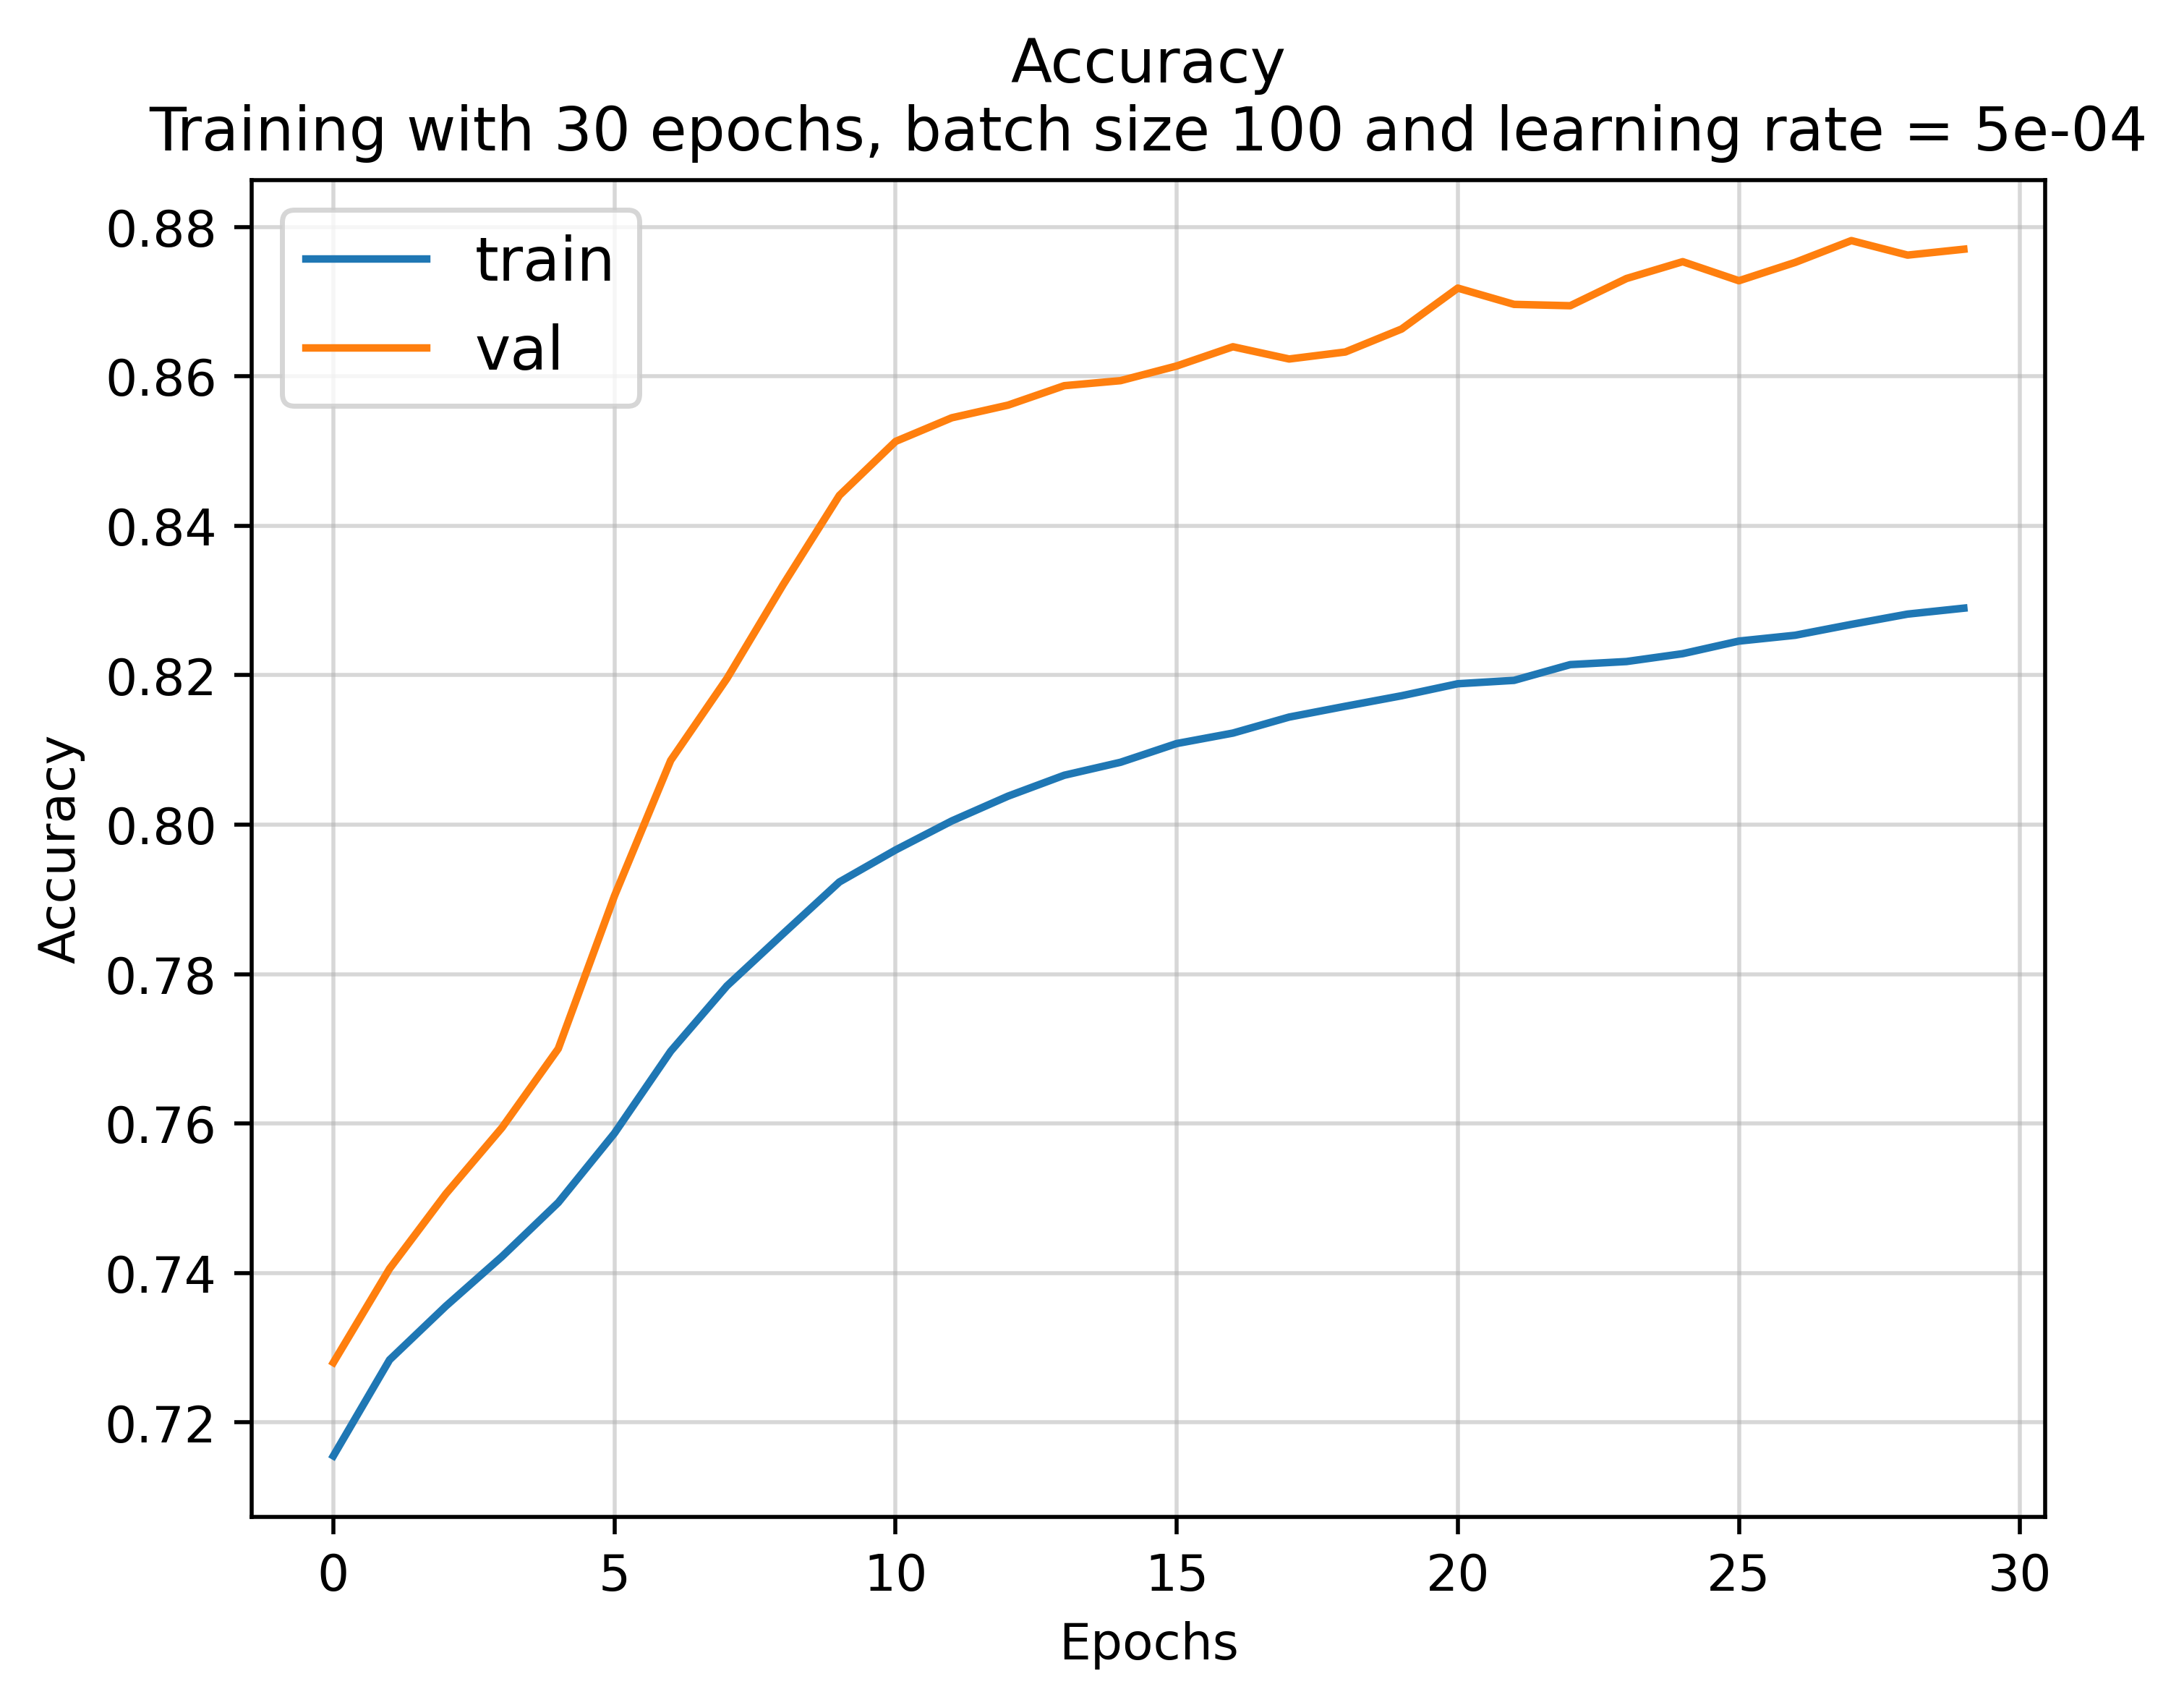 Accuracy
Training with 30 epochs, batch size 100 and learning rate = 5e-04
train
val
0.88
0.86
0.84
0.82
0.80
0.78
0.76
0.74
0.72
Accuracy
0 5 10 15 20 25 30
Epochs